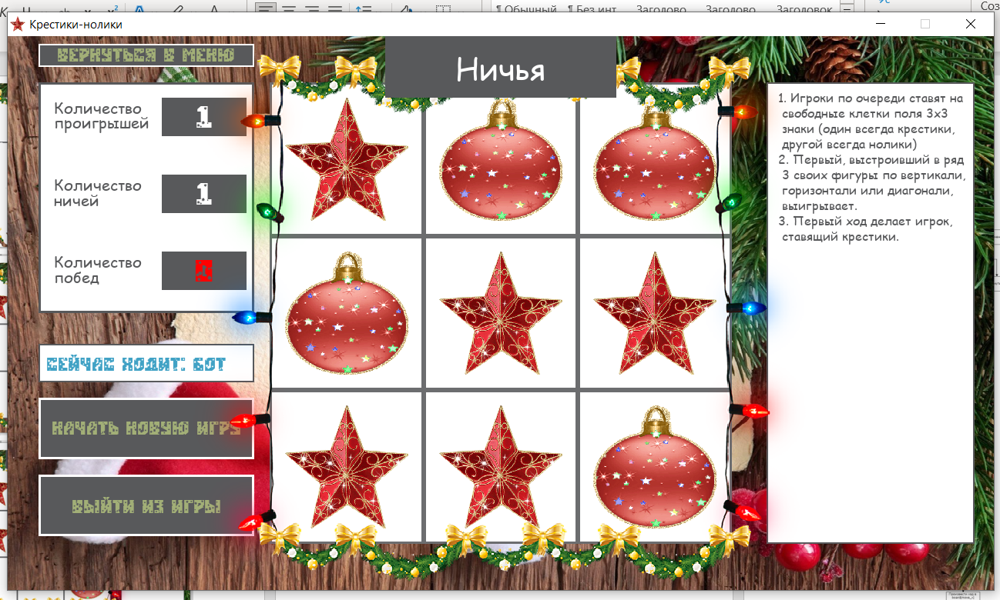 ¶ Обычный ¶ Без инт... Заголово... Заголово... Заголовок
Крестики-нолики
ВЕРНУТЬСЯ В МЕНЮ
Ничья
Количество
проигрышей
1
Количество
ничей
1
Количество
побед
СЕЙЧАС ХОДИТ: БОТ
НАЧАТЬ НОВУЮ ИГРУ
ВЫЙТИ ИЗ ИГРЫ
1. Игроки по очереди ставят на
свободные клетки поля 3х3
знаки (один всегда крестики,
другой всегда нолики)
2. Первый, выстроивший в ряд
3 своих фигуры по вертикали,
горизонтали или диагонали,
выигрывает.
3. Первый ход делает игрок,
ставящий крестики.